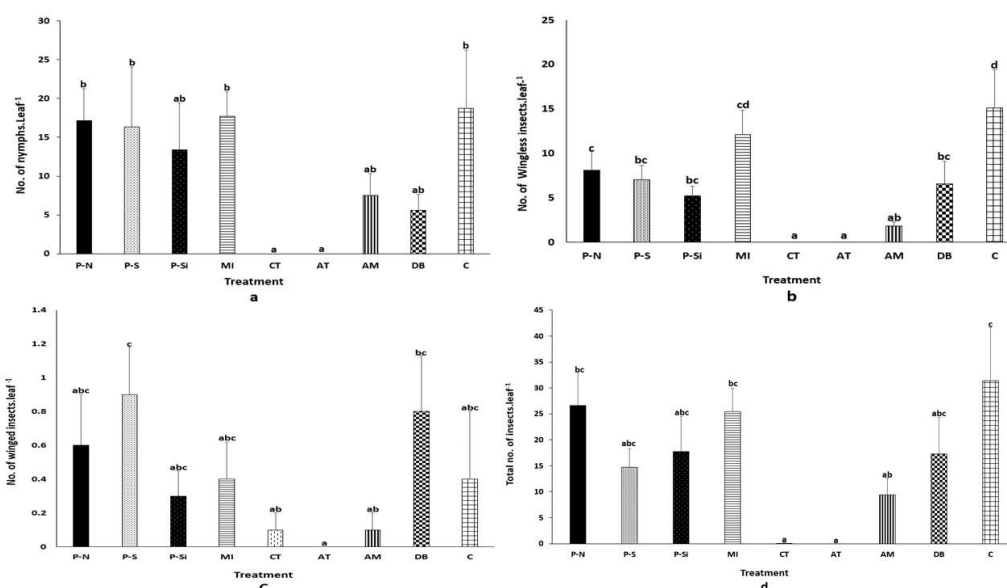 30
25
20
15
10
5
0
No. of nymphs.Leaf-1
b
b
ab
b
a
a
ab
ab
b
P-N P-S P-Si MI CT AT AM DB C
Treatment
a
25
20
15
10
5
0
No. of Wingless insects.leaf-1
c
bc
bc
cd
a
a
ab
bc
d
P-N P-S P-Si MI CT AT AM DB C
Treatment
b
1.4
1.2
1
0.8
0.6
0.4
0.2
0
No. of winged insects.leaf-1
abc
c
abc
abc
ab
a
ab
bc
abc
P-N P-S P-Si MI CT AT AM DB C
Treatment
C
45
40
35
30
25
20
15
10
5
0
Total no. of insects.leaf-1
bc
abc
abc
bc
a
a
ab
abc
c
P-N P-S P-Si MI CT AT AM DB C
Treatment
d